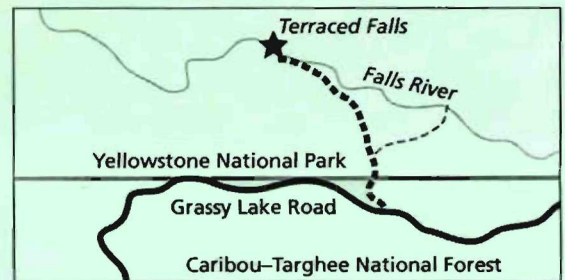 Terraced Falls
Falls River
Yellowstone National Park
Grassy Lake Road
Caribou–Targhee National Forest